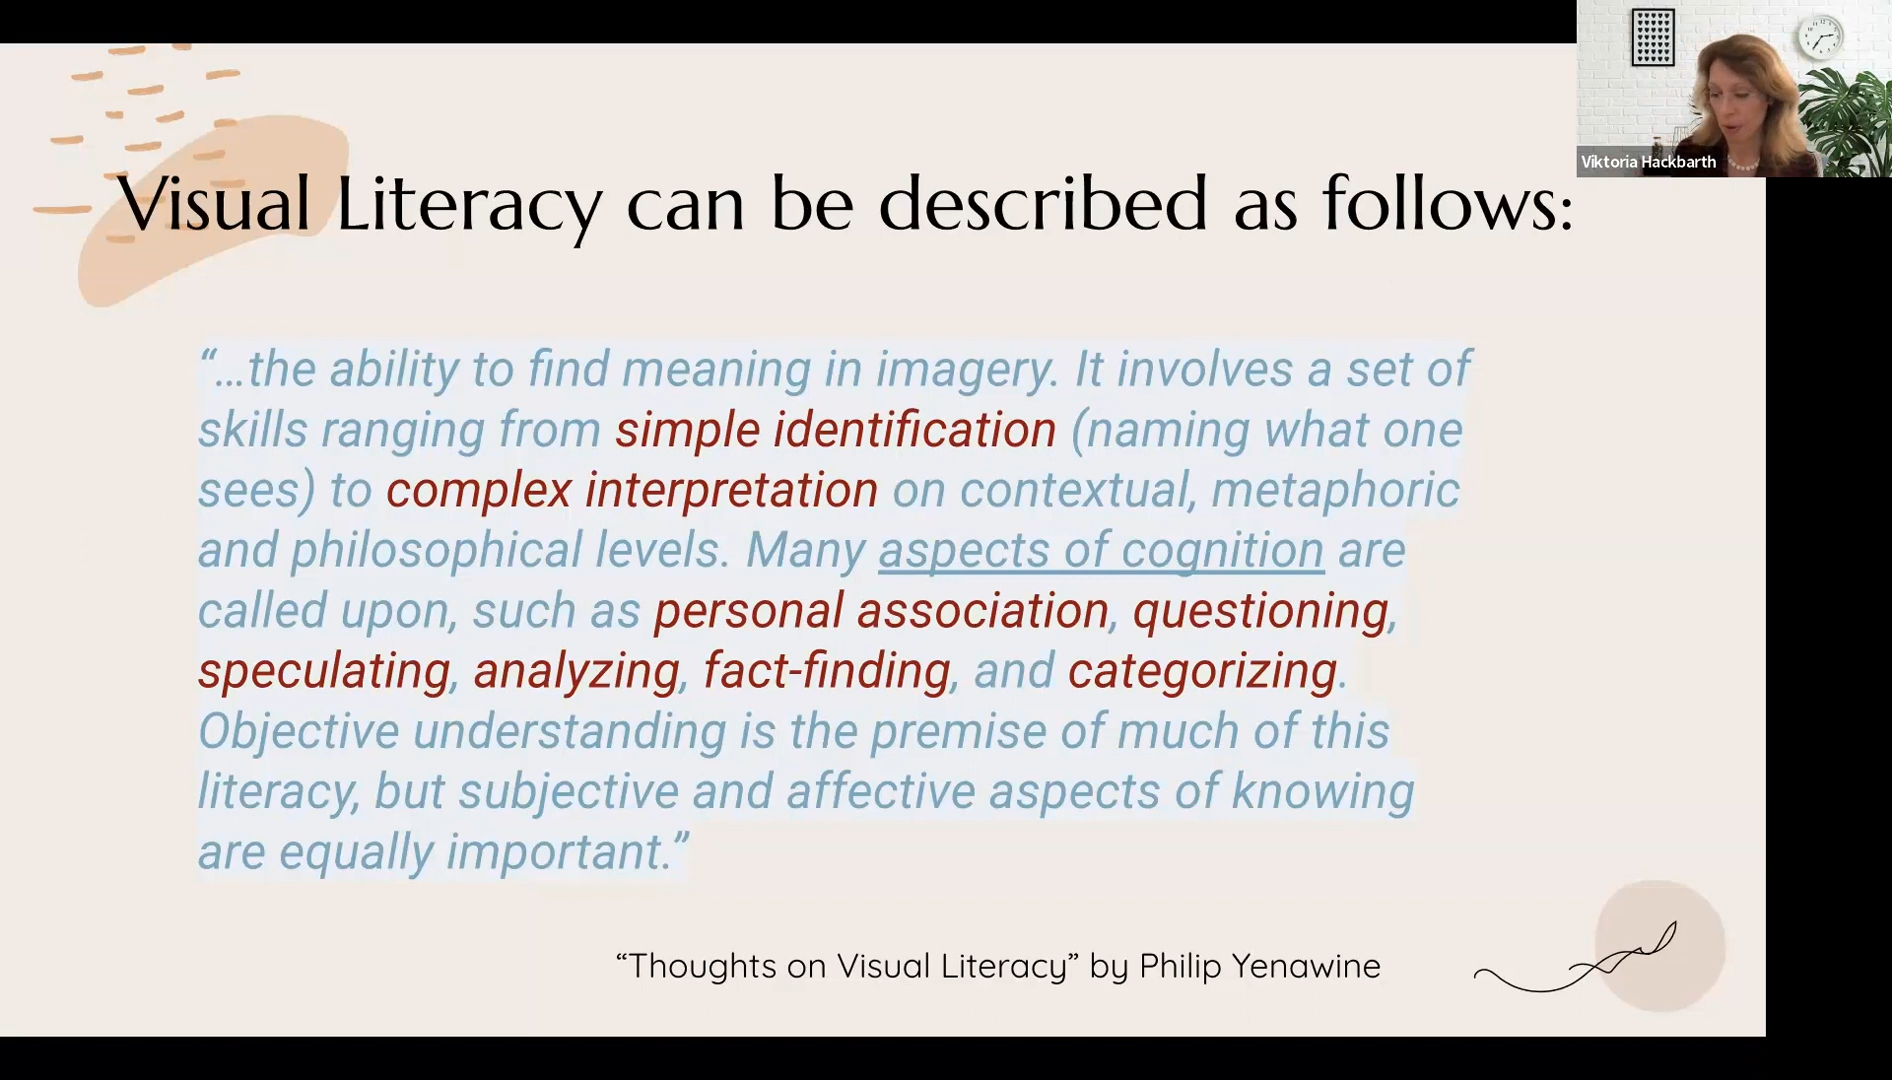 Viktoria Hackbarth
Visual Literacy can be described as follows:
“...the ability to find meaning in imagery. It involves a set of
skills ranging from simple identification (naming what one
sees) to complex interpretation on contextual, metaphoric
and philosophical levels. Many aspects of cognition are
called upon, such as personal association, questioning,
speculating, analyzing, fact-finding, and categorizing.
Objective understanding is the premise of much of this
literacy, but subjective and affective aspects of knowing
are equally important.”
“Thoughts on Visual Literacy” by Philip Yenawine